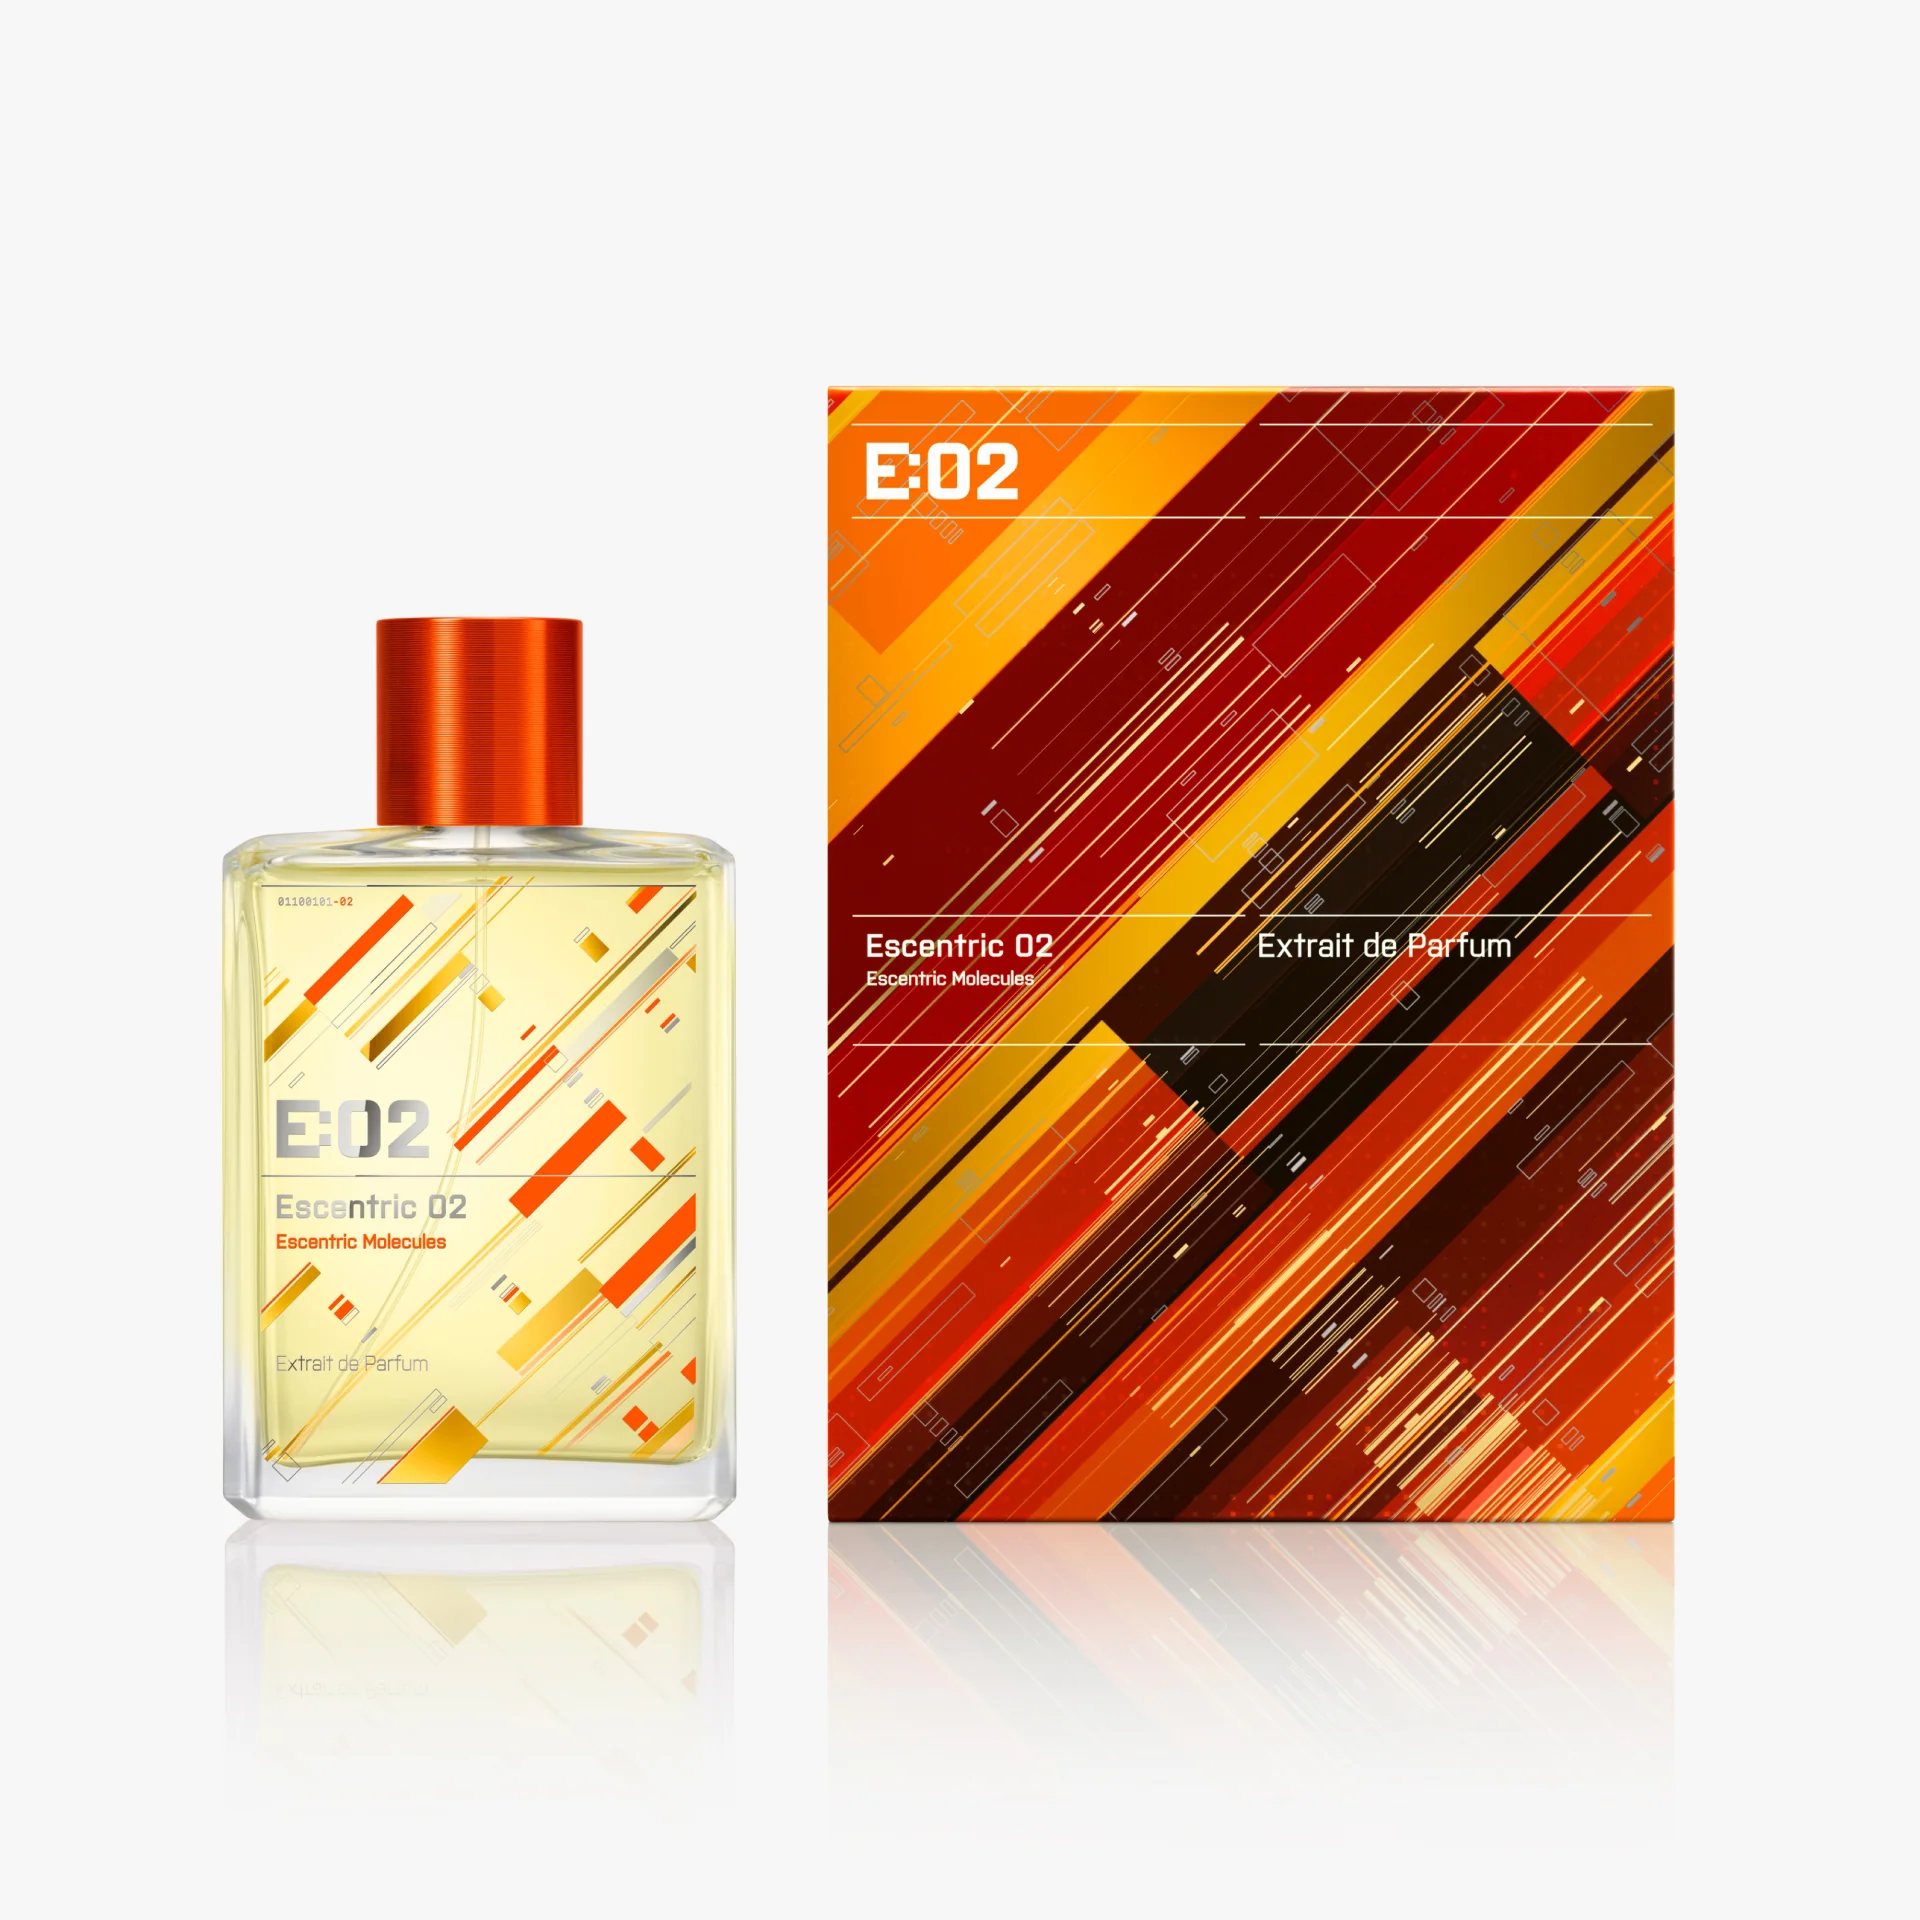 01100101-02
E:02
Escentric 02
Escentric Molecules
Extrait de Parfum
E:02
Escentric 02
Escentric Molecules
Extrait de Parfum